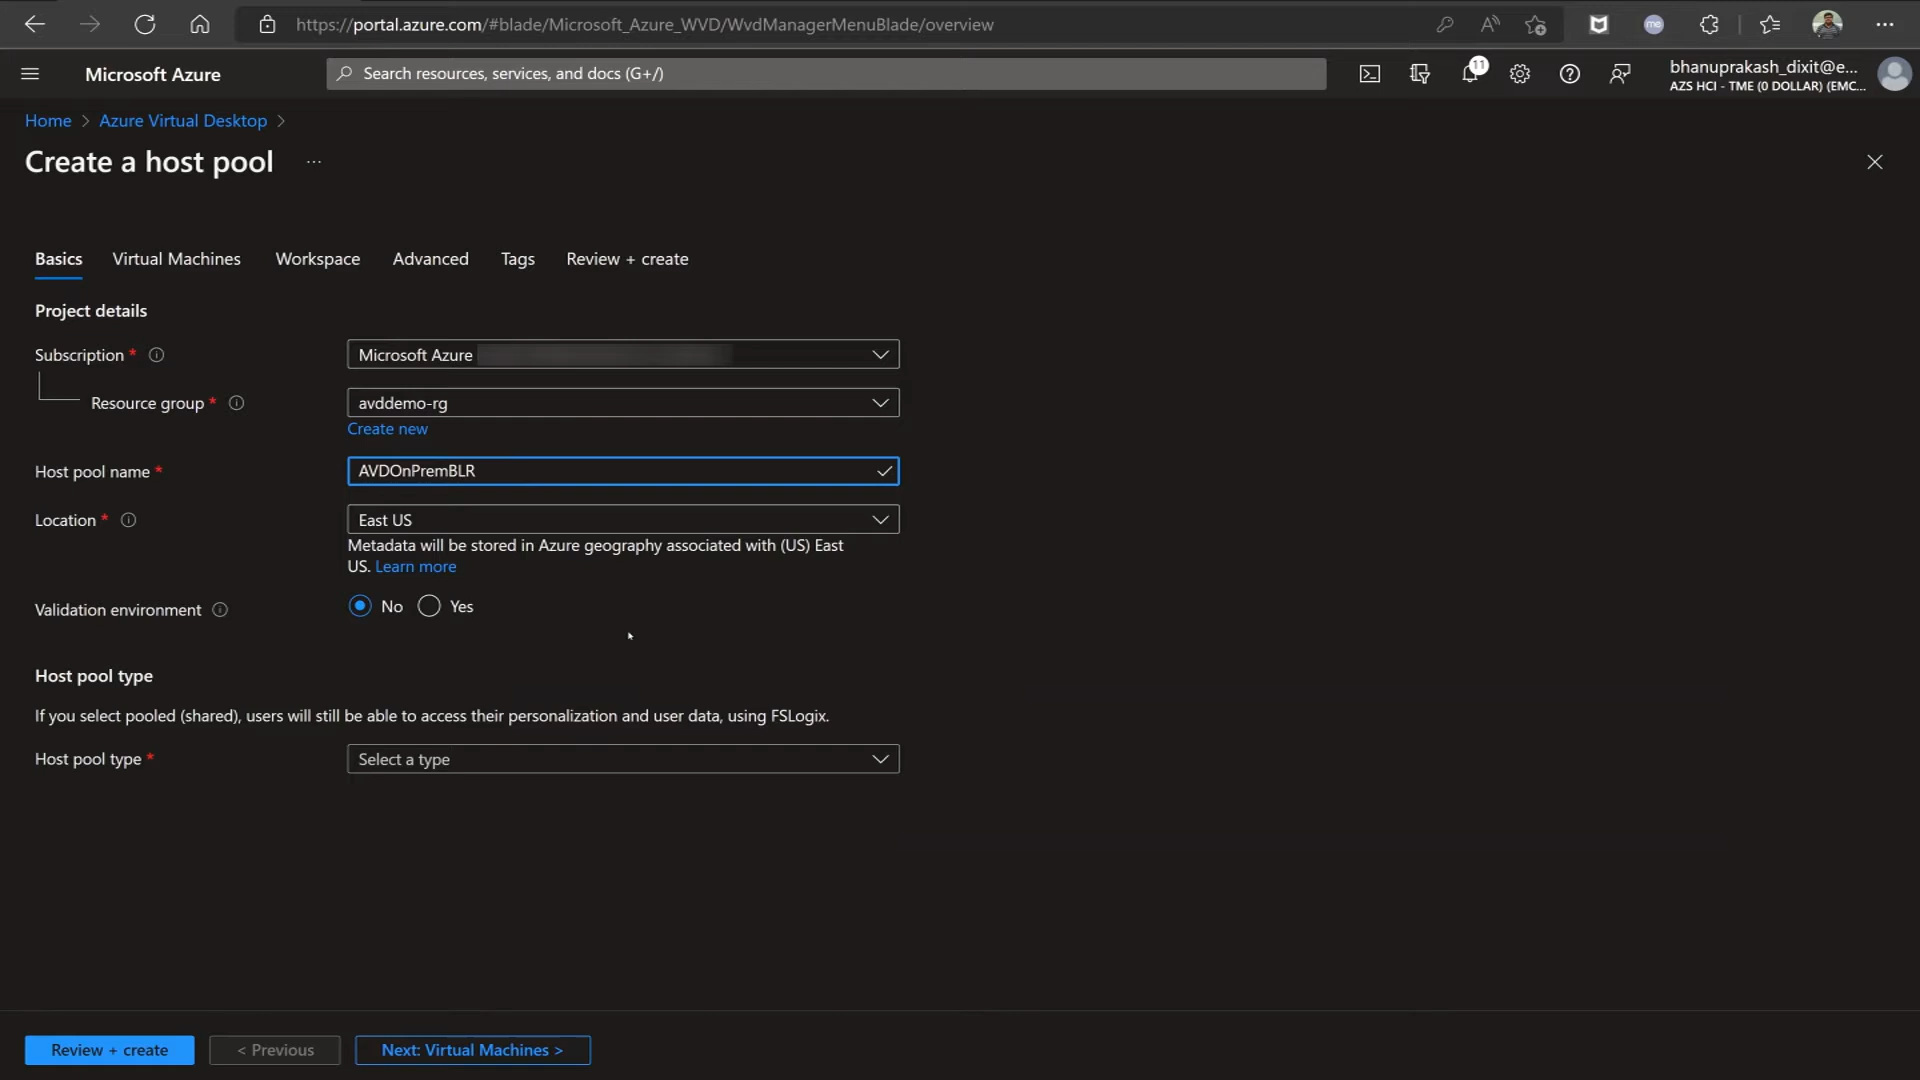 https://portal.azure.com/#blade/Microsoft_Azure_WVD/WvdManagerMenuBlade/overview
me
Microsoft Azure
Search resources, services, and docs (G+/)
11
bhanuprakash_dixit@e...
AZS HCI - TME (0 DOLLAR) (EMC...
Home > Azure Virtual Desktop >
Create a host pool ...
Basics Virtual Machines Workspace Advanced Tags Review + create
Project details
Subscription * Microsoft Azure
Resource group * avddemo-rg
Create new
Host pool name * AVDOnPremBLR
Location * East US
Metadata will be stored in Azure geography associated with (US) East
US. Learn more
Validation environment No Yes
Host pool type
If you select pooled (shared), users will still be able to access their personalization and user data, using FSLogix.
Host pool type * Select a type
Review + create < Previous Next: Virtual Machines >